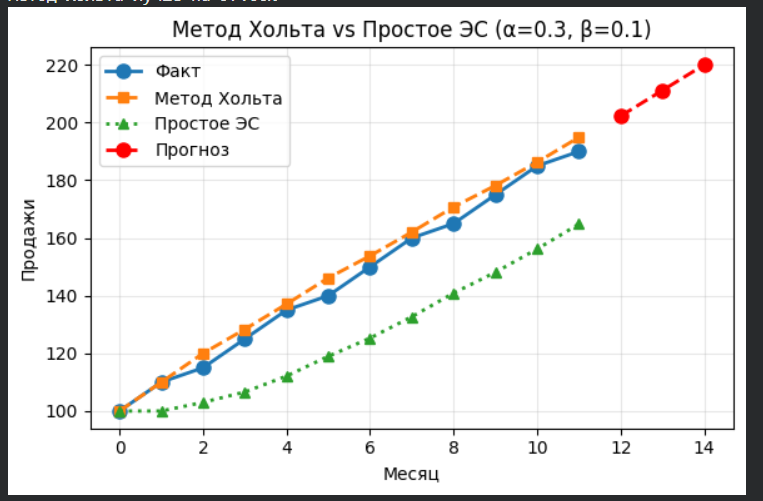 Метод Хольта vs Простое ЭС (α=0.3, β=0.1)
Факт
Метод Хольта
Простое ЭС
Прогноз
Продажи
220
200
180
160
140
120
100
0 2 4 6 8 10 12 14
Месяц